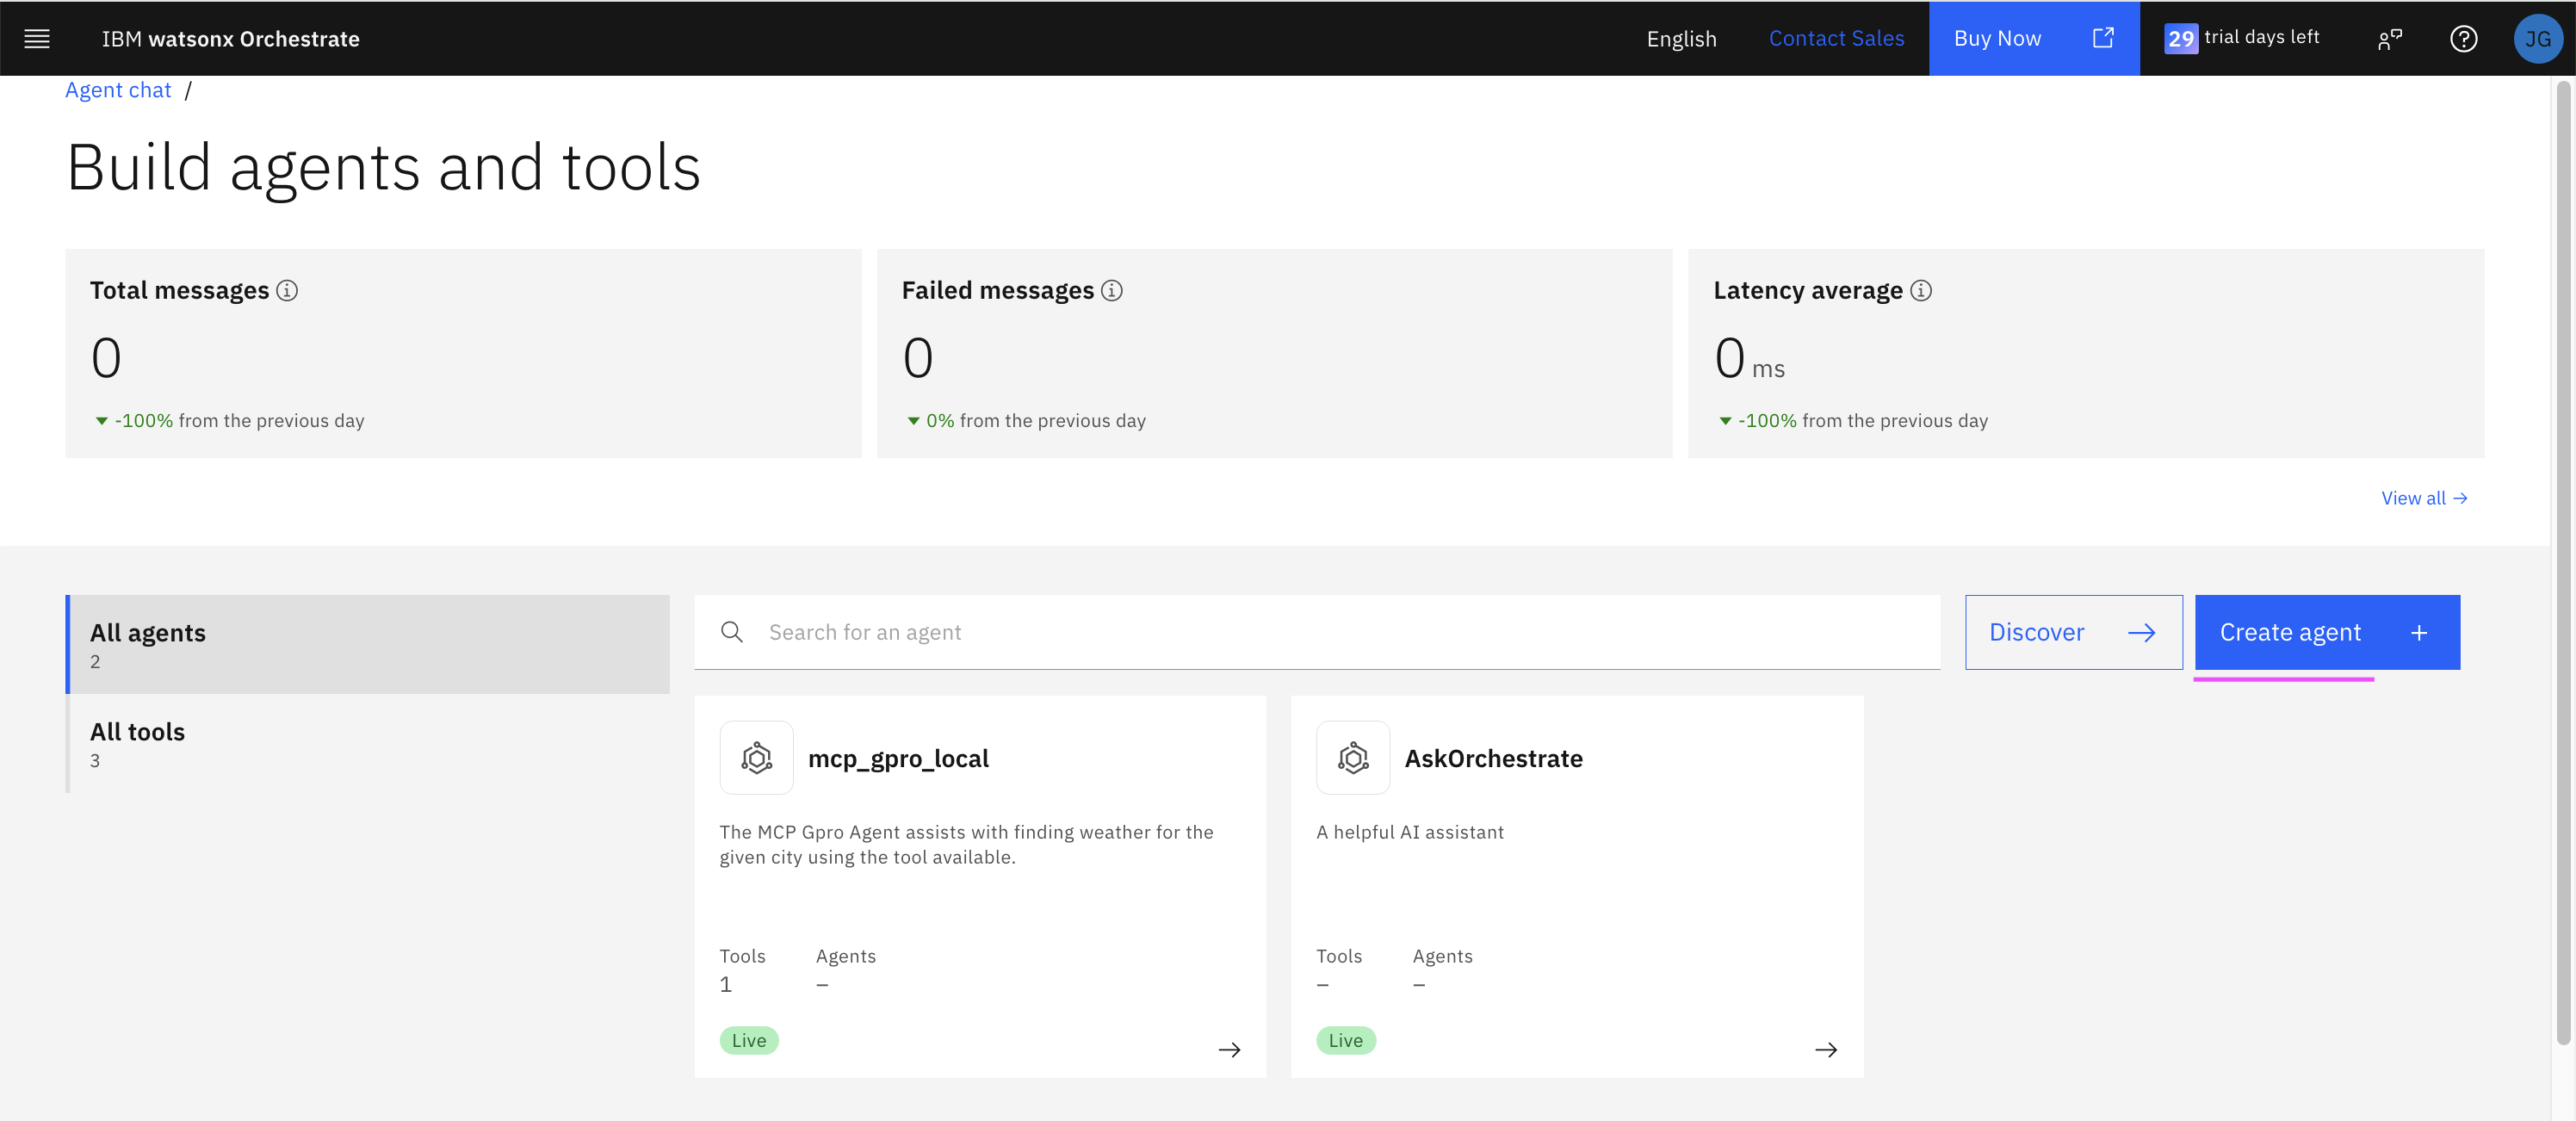 IBM watsonx Orchestrate
English
Contact Sales
Buy Now
29 trial days left
JG
Agent chat /
Build agents and tools
Total messages
0
-100% from the previous day
Failed messages
0
0% from the previous day
Latency average
0 ms
-100% from the previous day
View all
All agents
2
All tools
3
Search for an agent
Discover
Create agent
mcp_gpro_local
The MCP Gpro Agent assists with finding weather for the
given city using the tool available.
Tools Agents
1 –
Live
AskOrchestrate
A helpful AI assistant
Tools Agents
– –
Live